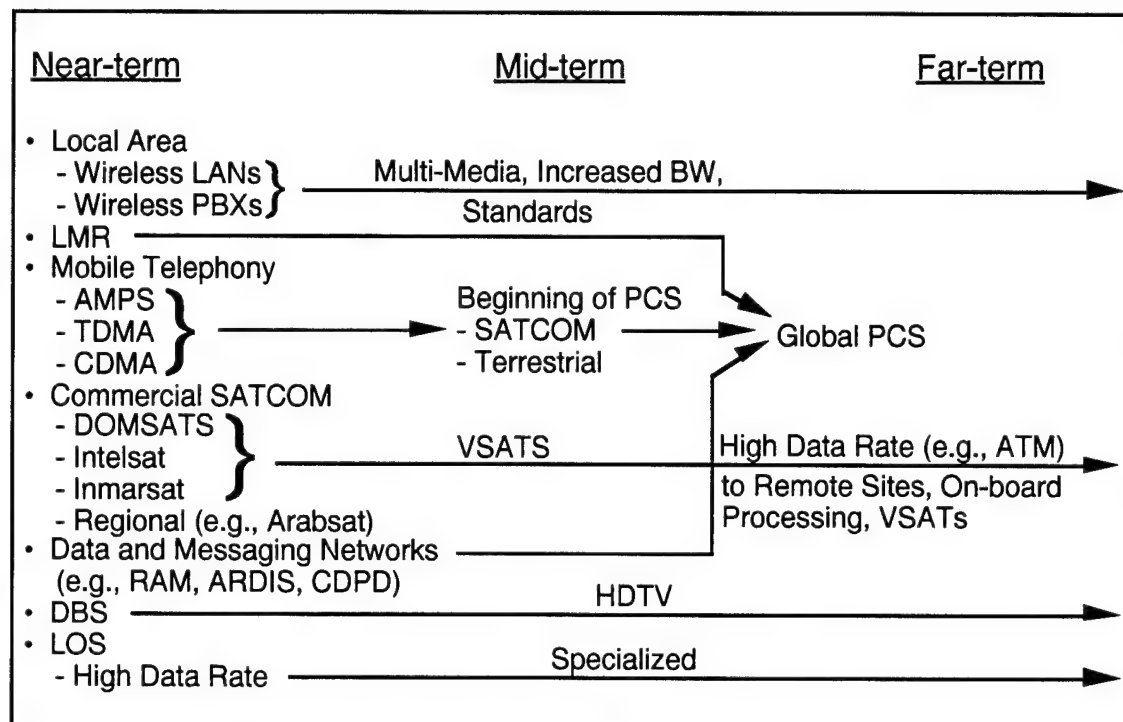 Near-term Mid-term Far-term
• Local Area
- Wireless LANs
- Wireless PBXs
Multi-Media, Increased BW,
Standards
• LMR
• Mobile Telephony
- AMPS
- TDMA
- CDMA
Beginning of PCS
- SATCOM
- Terrestrial
Global PCS
• Commercial SATCOM
- DOMSATS
- Intelsat
- Inmarsat
- Regional (e.g., Arabsat)
VSATS
High Data Rate (e.g., ATM)
to Remote Sites, On-board
Processing, VSATs
• Data and Messaging Networks
(e.g., RAM, ARDIS, CDPD)
• DBS
HDTV
• LOS
- High Data Rate
Specialized